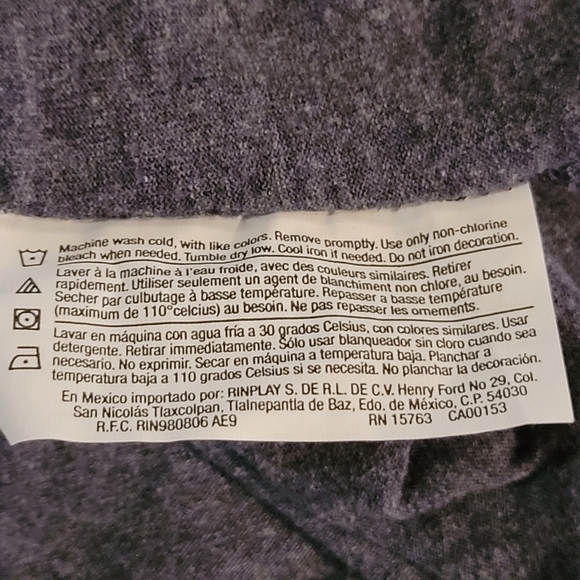 Machine wash cold, with like colors. Remove promptly. Use only non-chlorine
bleach when needed. Tumble dry low. Cool iron if needed. Do not iron decoration.
Laver à la machine à l'eau froide, avec des couleurs similaires. Retirer
rapidement. Utiliser seulement un agent de blanchiment non chlore, au besoin.
Secher par culbutage à basse température. Repasser a basse température
(maximum de 110°celcius) au besoin. Ne pas repasser les ornements.
Lavar en máquina con agua fría a 30 grados Celsius, con colores similares. Usar
detergente. Retirar immediatamente. Sólo usar blanqueador sin cloro cuando sea
necesario. No exprimir. Secar en máquina a temperatura baja. Planchar a
temperatura baja a 110 grados Celsius si se necesita. No planchar la decoración.
En Mexico importado por: RINPLAY S. DE R.L. DE C.V. Henry Ford No 29, Col.
San Nicolás Tlaxcolpan, Tlalnepantla de Baz, Edo. de México, C.P. 54030
R.F.C. RIN980806 AE9 RN 15763 CA00153